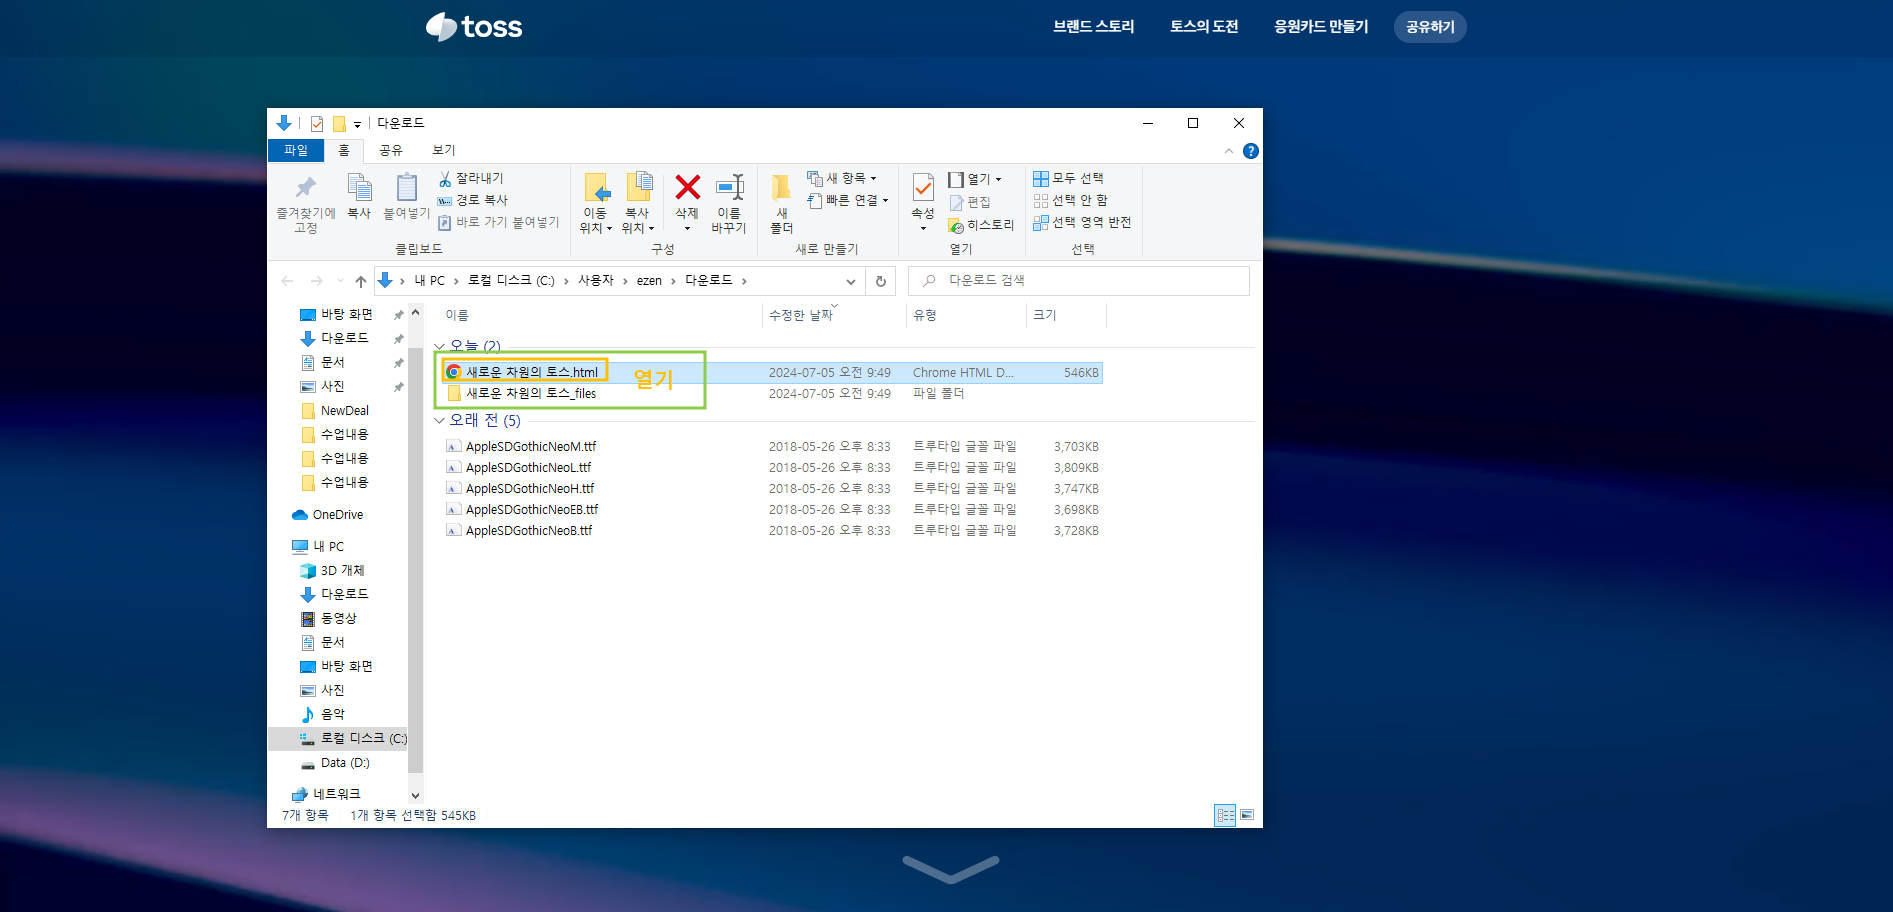 toss
브랜드 스토리
토스의 도전
응원카드 만들기
공유하기
다운로드
파일
홈
공유
보기
즐겨찾기에
고정
복사
붙여넣기
잘라내기
경로 복사
바로 가기 붙여넣기
클립보드
이동
위치
복사
위치
삭제
이름
바꾸기
구성
새
폴더
새 항목
빠른 연결
새로 만들기
속성
열기
편집
히스토리
열기
모두 선택
선택 안 함
선택 영역 반전
선택
내 PC
로컬 디스크 (C:)
사용자
ezen
다운로드
다운로드 검색
바탕 화면
다운로드
문서
사진
NewDeal
수업내용
수업내용
수업내용
OneDrive
내 PC
3D 개체
다운로드
동영상
문서
바탕 화면
사진
음악
로컬 디스크 (C:)
Data (D:)
네트워크
이름
수정한 날짜
유형
크기
오늘 (2)
새로운 차원의 토스.html
열기
2024-07-05 오전 9:49
Chrome HTML D...
546KB
새로운 차원의 토스_files
2024-07-05 오전 9:49
파일 폴더
오래 전 (5)
AppleSDGothicNeoM.ttf
2018-05-26 오후 8:33
트루타입 글꼴 파일
3,703KB
AppleSDGothicNeoL.ttf
2018-05-26 오후 8:33
트루타입 글꼴 파일
3,809KB
AppleSDGothicNeoH.ttf
2018-05-26 오후 8:33
트루타입 글꼴 파일
3,747KB
AppleSDGothicNeoEB.ttf
2018-05-26 오후 8:33
트루타입 글꼴 파일
3,698KB
AppleSDGothicNeoB.ttf
2018-05-26 오후 8:33
트루타입 글꼴 파일
3,728KB
7개 항목
1개 항목 선택함 545KB